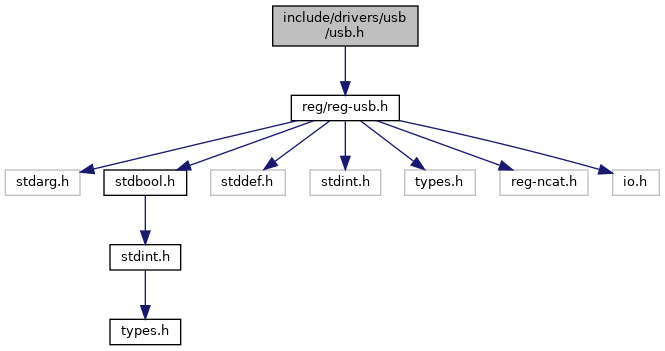 include/drivers/usb
/usb.h
reg/reg-usb.h
stdarg.h
stdbool.h
stddef.h
stdint.h
types.h
reg-ncat.h
io.h
stdint.h
types.h